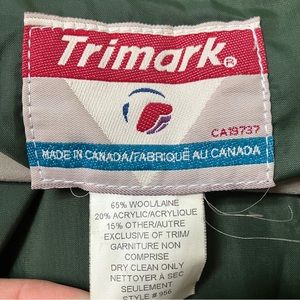 Trimark®
CA19737
MADE IN CANADA/FABRIQUÉ AU CANADA
65% WOOL/LAINE
20% ACRYLIC/ACRYLIQUE
15% OTHER/AUTRE
EXCLUSIVE OF TRIM/
GARNITURE NON
COMPRISE
DRY CLEAN ONLY
NETTOYER À SEC
SEULEMENT
STYLE # 956